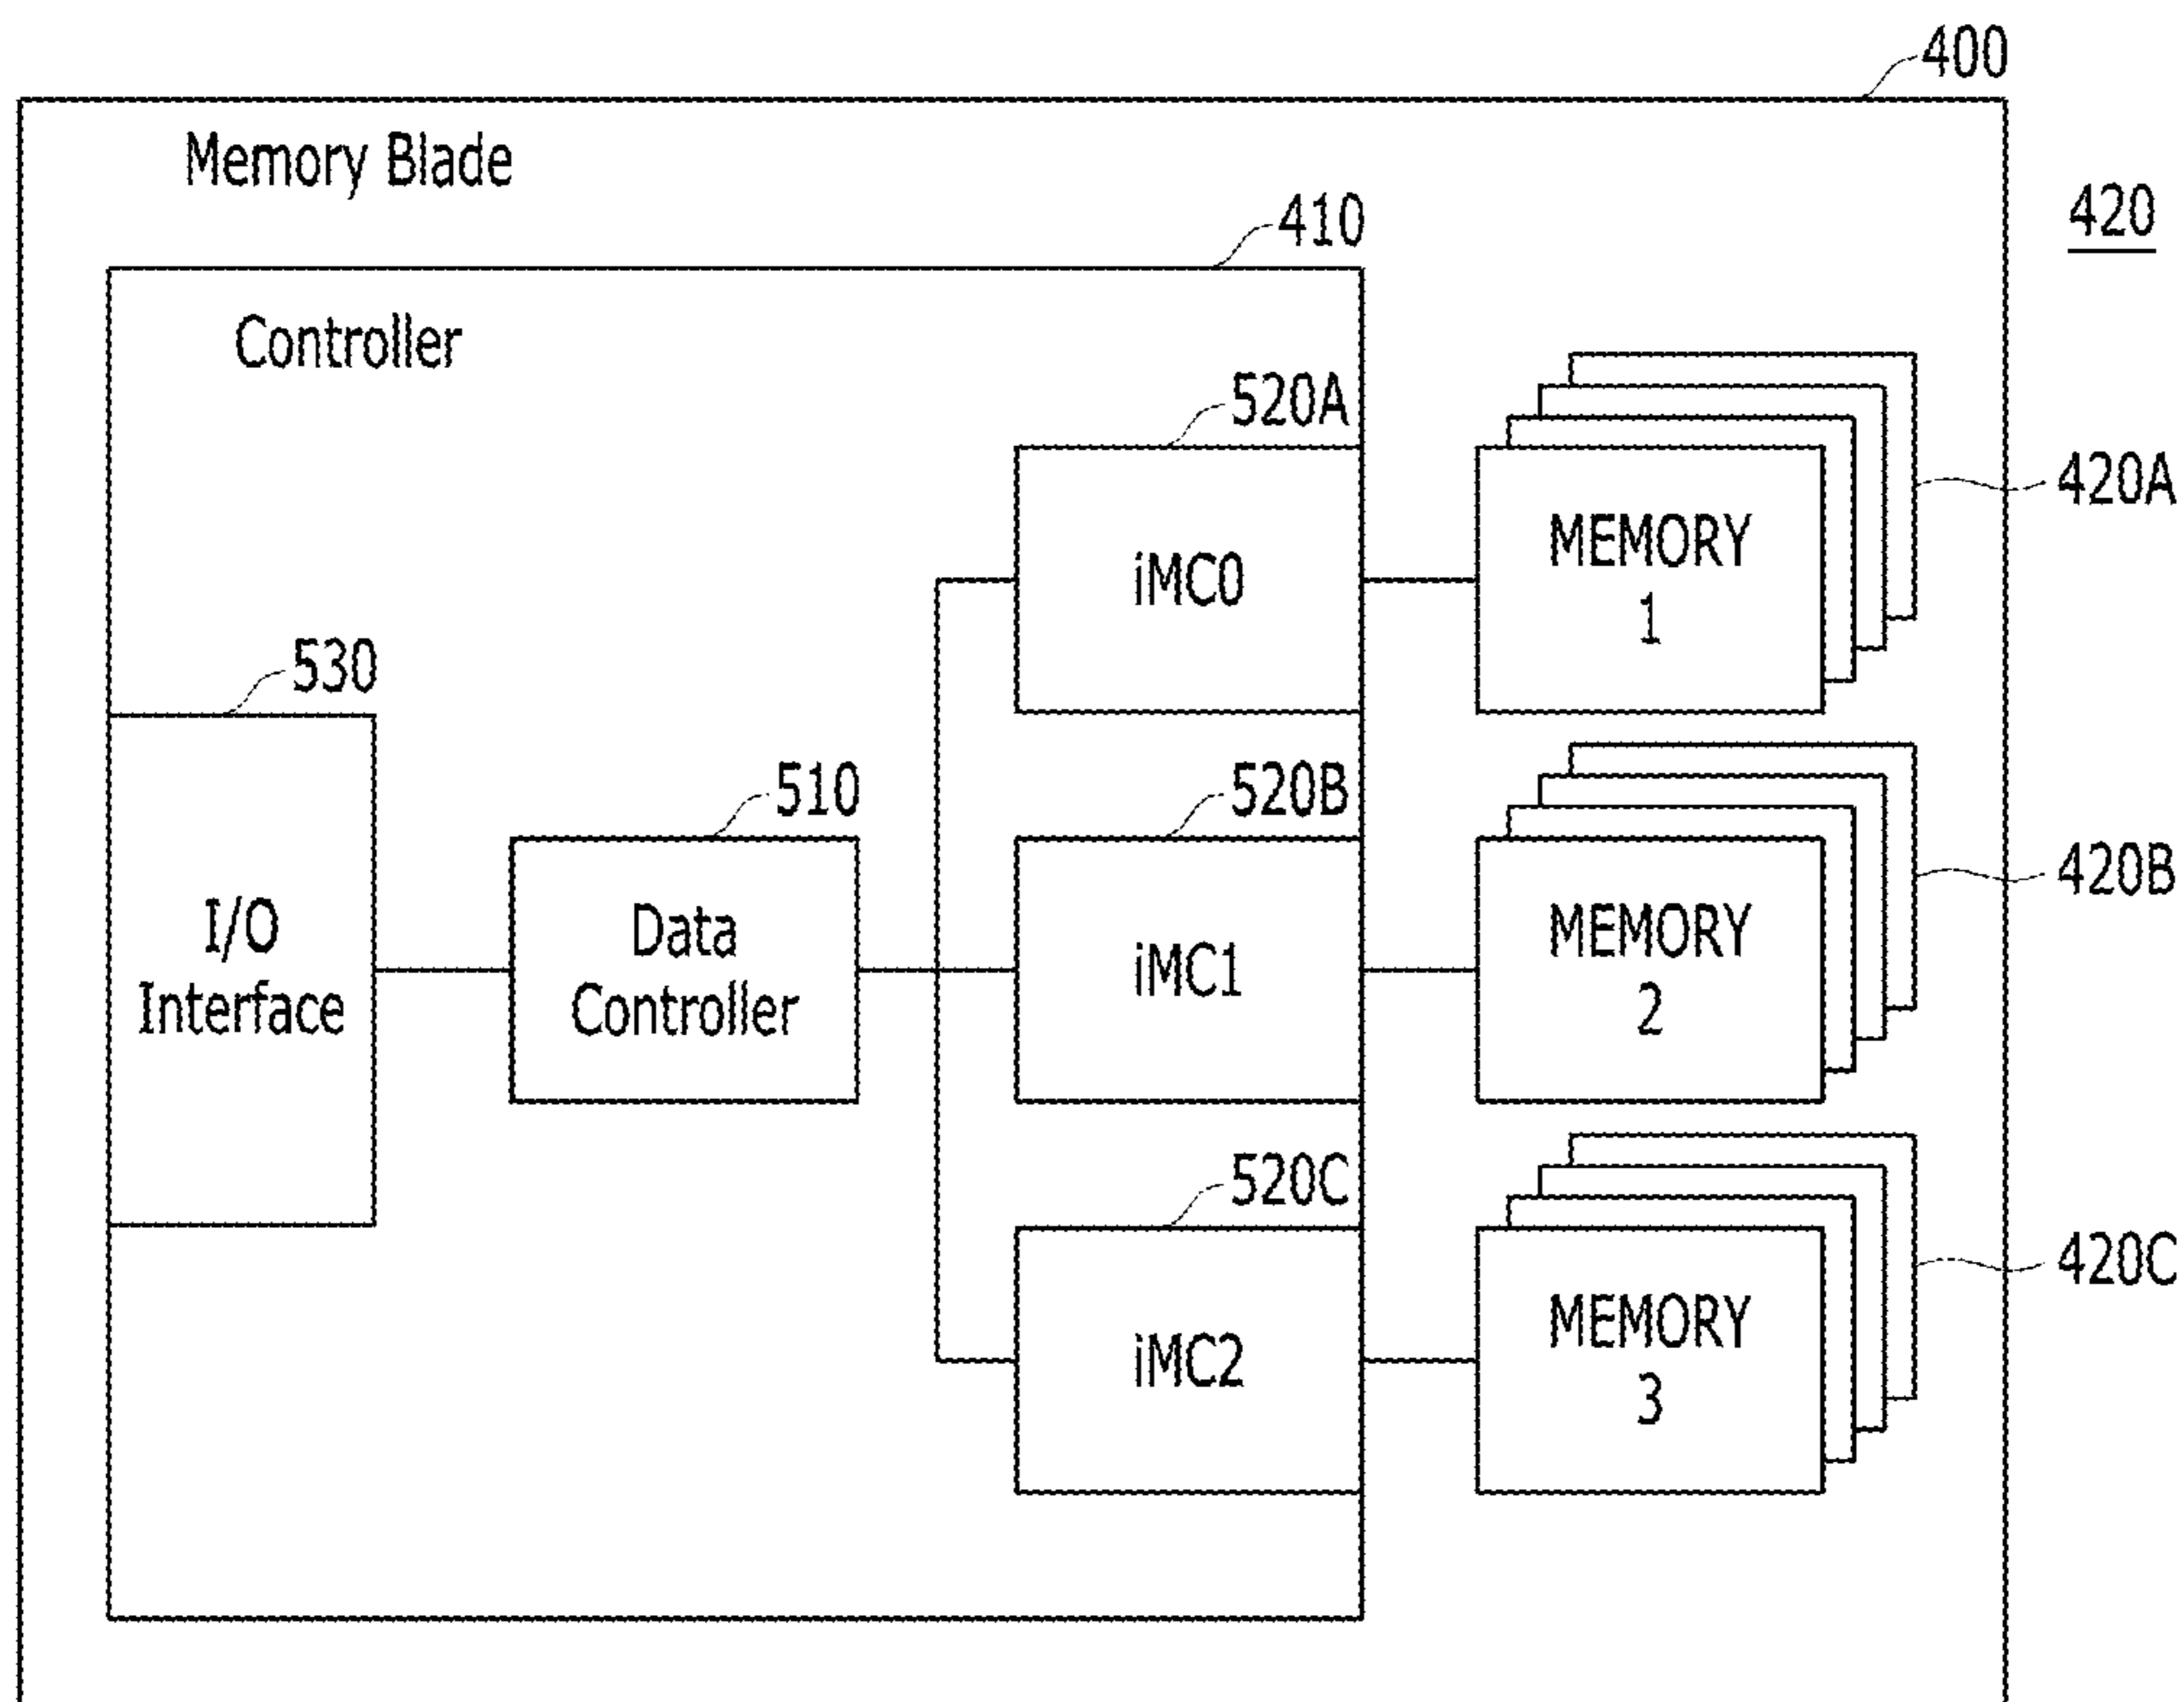 400
Memory Blade
420
410
Controller
520A
420A
iMC0
MEMORY
1
530
510
520B
420B
I/O
Interface
Data
Controller
iMC1
MEMORY
2
520C
420C
iMC2
MEMORY
3